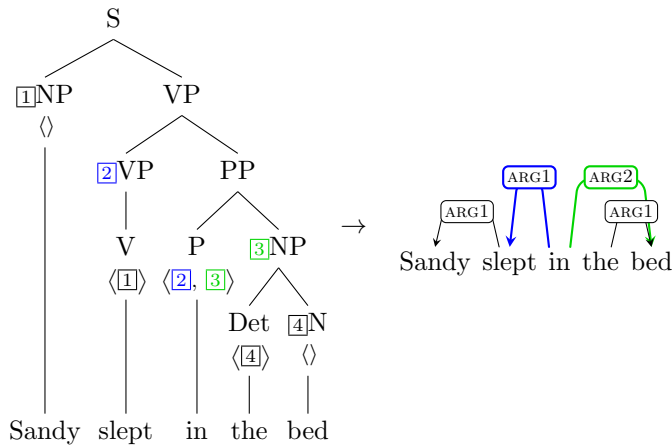 S
1NP VP
⟨⟩
2VP PP
ARG1 ARG2
V P 3NP → ARG1 ARG1
⟨1⟩ ⟨2, 3⟩ Sandy slept in the bed
Det 4N
⟨4⟩ ⟨⟩
Sandy slept in the bed